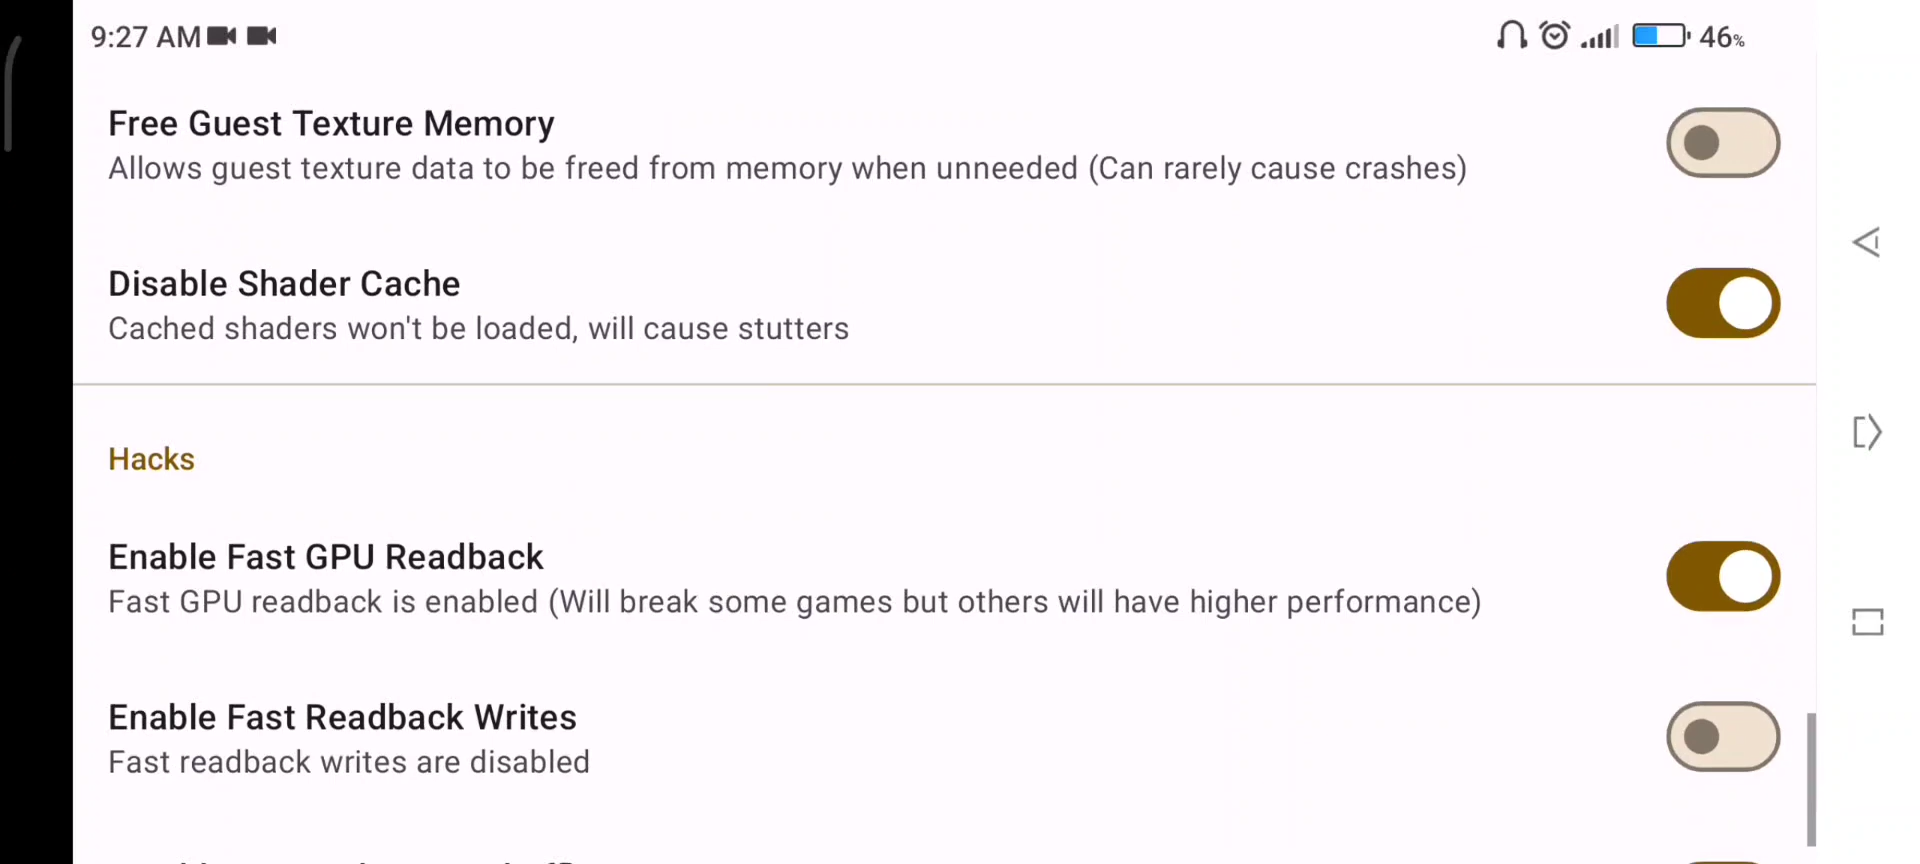 9:27 AM
46%
Free Guest Texture Memory
Allows guest texture data to be freed from memory when unneeded (Can rarely cause crashes)
Disable Shader Cache
Cached shaders won't be loaded, will cause stutters
Hacks
Enable Fast GPU Readback
Fast GPU readback is enabled (Will break some games but others will have higher performance)
Enable Fast Readback Writes
Fast readback writes are disabled